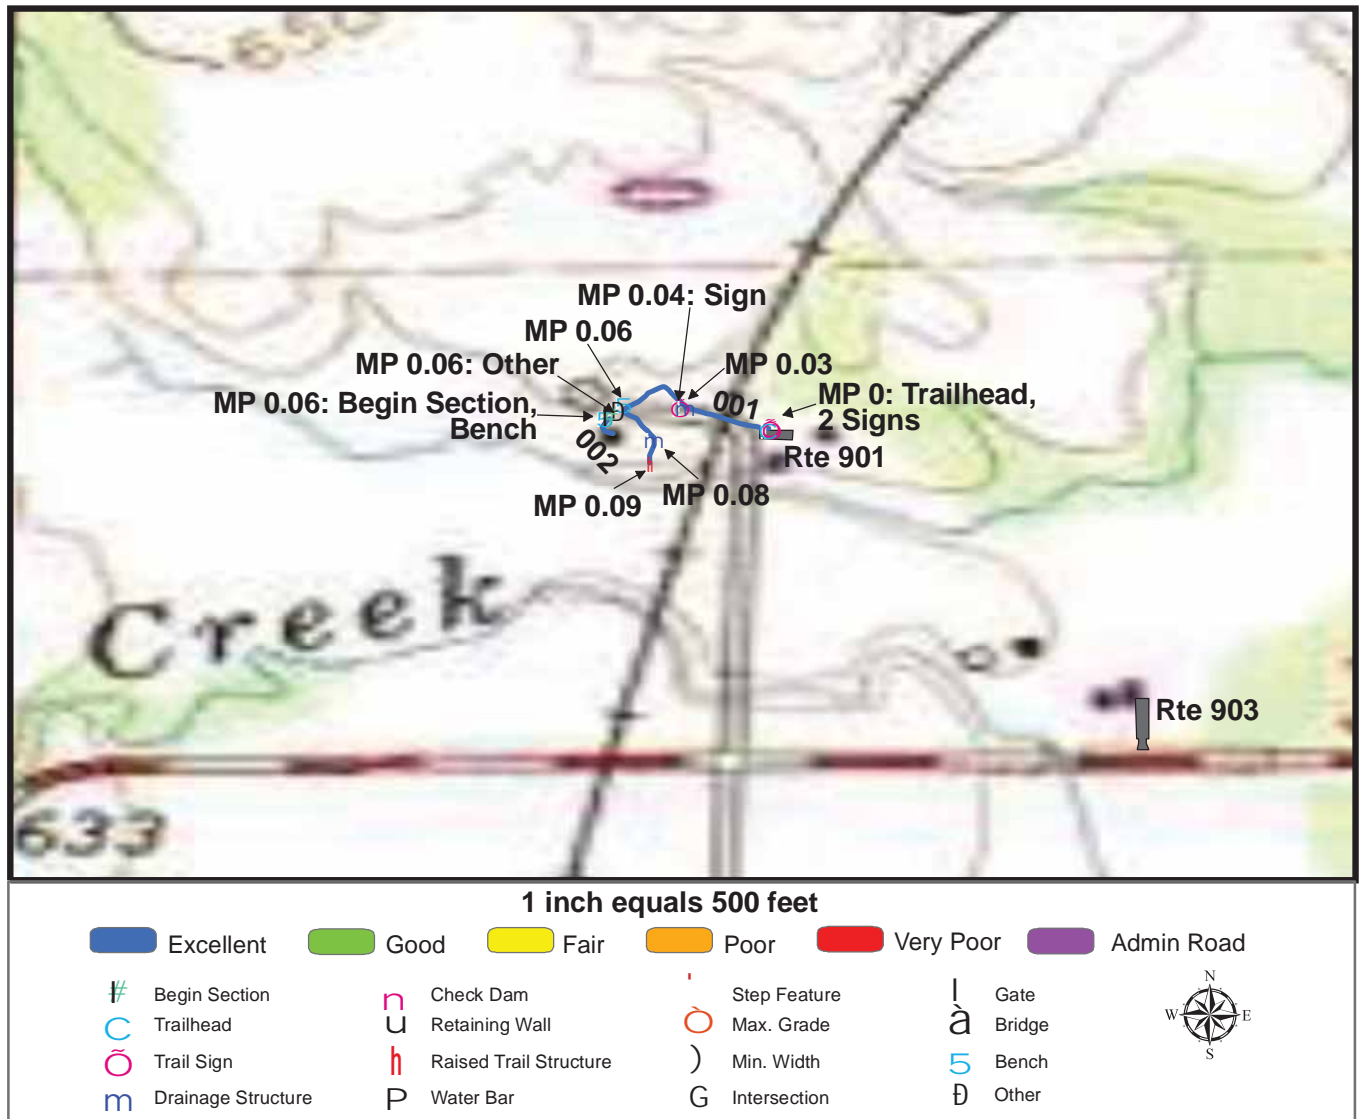 MP 0.04: Sign
MP 0.06
MP 0.06: Other
MP 0.03
MP 0.06: Begin Section,
Bench
001
MP 0: Trailhead,
2 Signs
002
Rte 901
MP 0.09
MP 0.08
Creek
Rte 903
633
1 inch equals 500 feet
Excellent
Good
Fair
Poor
Very Poor
Admin Road
Begin Section
Check Dam
Step Feature
Gate
Trailhead
Retaining Wall
Max. Grade
Bridge
Trail Sign
Raised Trail Structure
Min. Width
Bench
Drainage Structure
Water Bar
Intersection
Other
N
W
E
S